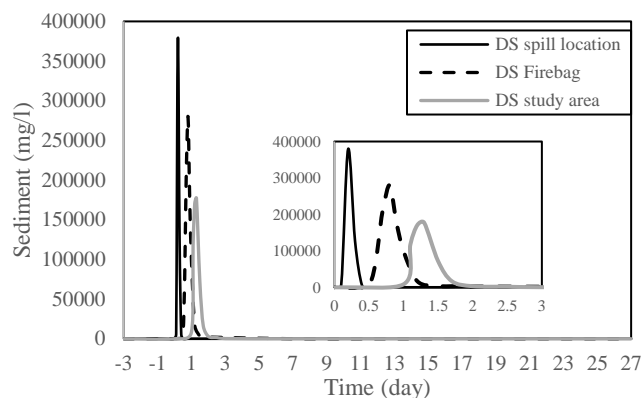 400000
350000
300000
250000
200000
150000
100000
50000
0
Sediment (mg/l)
DS spill location
DS Firebag
DS study area
400000
300000
200000
100000
0
0 0.5 1 1.5 2 2.5 3
-3 -1 1 3 5 7 9 11 13 15 17 19 21 23 25 27
Time (day)